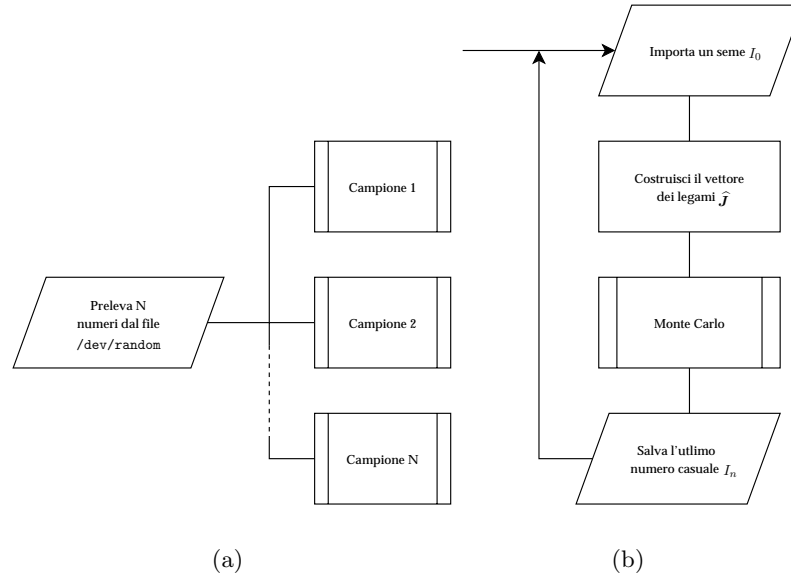 Preleva N
numeri dal file
/dev/random
Campione 1
Campione 2
Campione N
(a)
Importa un seme I₀
Costruisci il vettore
dei legami Ĵ
Monte Carlo
Salva l'utlimo
numero casuale Iₙ
(b)